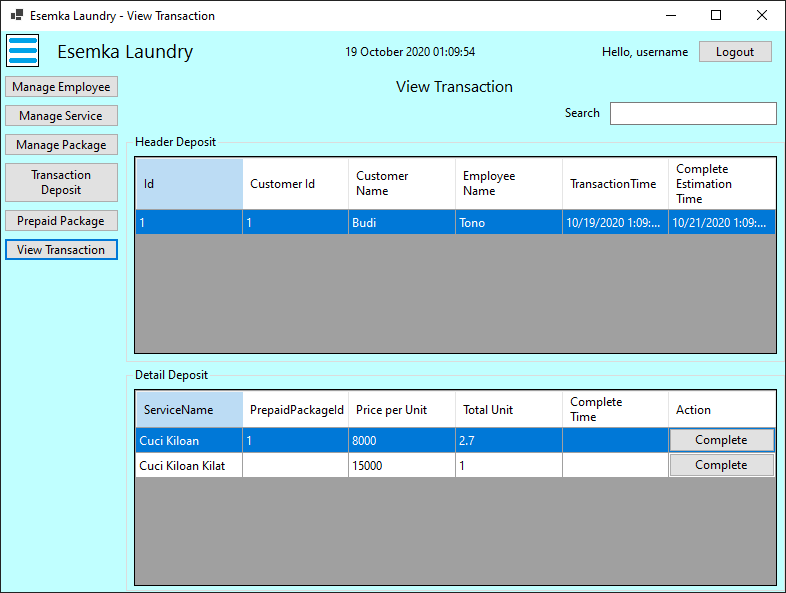 Esemka Laundry - View Transaction
Esemka Laundry
19 October 2020 01:09:54
Hello, username
Logout
Manage Employee
Manage Service
Manage Package
Transaction
Deposit
Prepaid Package
View Transaction
View Transaction
Search
Header Deposit
Id
Customer Id
Customer
Name
Employee
Name
TransactionTime
Complete
Estimation
Time
1
1
Budi
Tono
10/19/2020 1:09:...
10/21/2020 1:09:...
Detail Deposit
ServiceName
PrepaidPackageId
Price per Unit
Total Unit
Complete
Time
Action
Cuci Kiloan
1
8000
2.7
Complete
Cuci Kiloan Kilat
15000
1
Complete